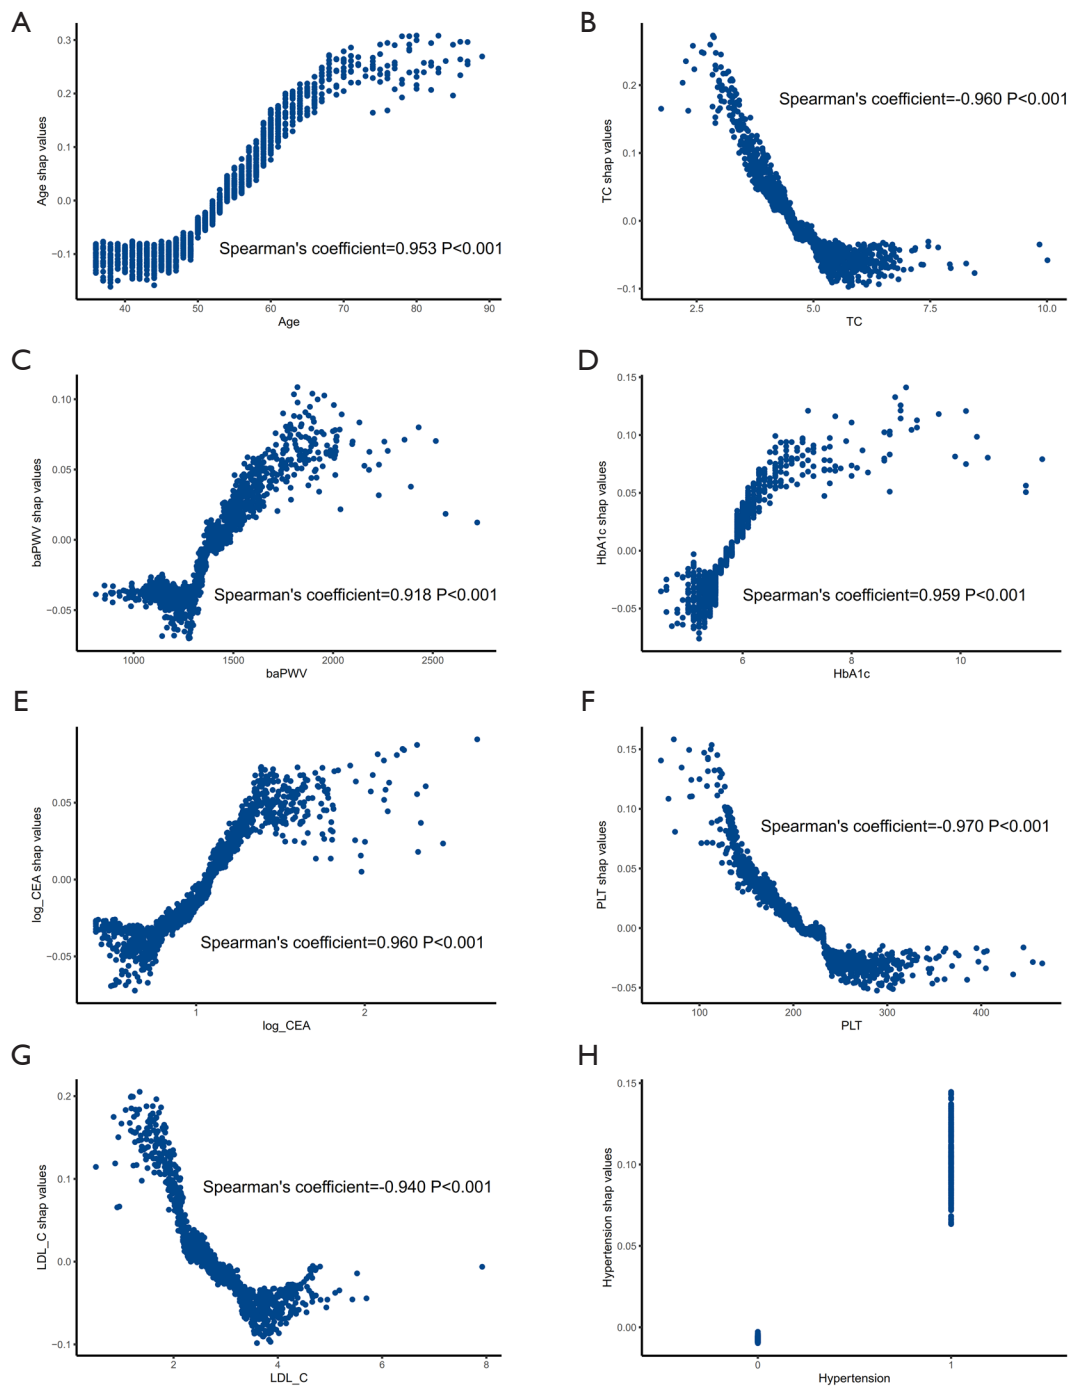 A
0.3
0.2
0.1
0.0
−0.1
Age shap values
Spearman's coefficient=0.953 P<0.001
40 50 60 70 80 90
Age
B
0.2
0.1
0.0
−0.1
TC shap values
Spearman's coefficient=-0.960 P<0.001
2.5 5.0 7.5 10.0
TC
C
0.10
0.05
0.00
−0.05
baPWV shap values
Spearman's coefficient=0.918 P<0.001
1000 1500 2000 2500
baPWV
D
0.15
0.10
0.05
0.00
−0.05
HbA1c shap values
Spearman's coefficient=0.959 P<0.001
6 8 10
HbA1c
E
0.05
0.00
−0.05
log_CEA shap values
Spearman's coefficient=0.960 P<0.001
1 2
log_CEA
F
0.15
0.10
0.05
0.00
−0.05
PLT shap values
Spearman's coefficient=-0.970 P<0.001
100 200 300 400
PLT
G
0.2
0.1
0.0
−0.1
LDL_C shap values
Spearman's coefficient=-0.940 P<0.001
2 4 6 8
LDL_C
H
0.15
0.10
0.05
0.00
Hypertension shap values
0 1
Hypertension